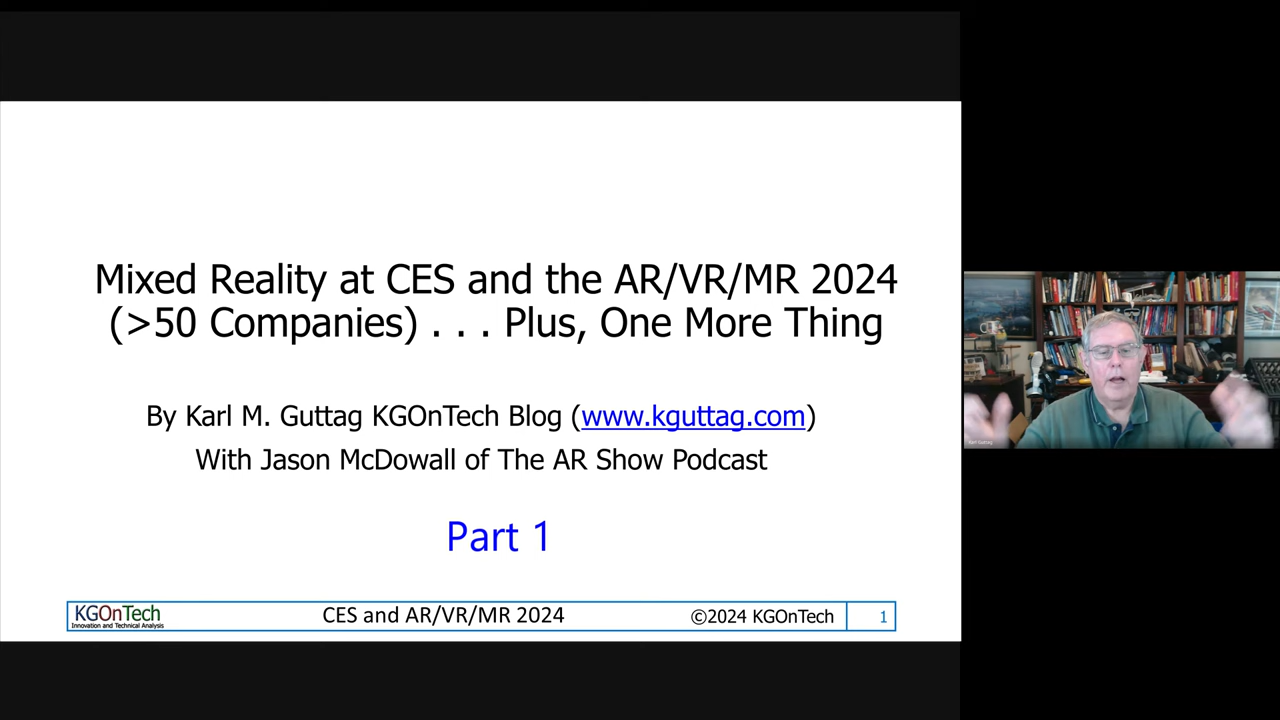 Mixed Reality at CES and the AR/VR/MR 2024
(>50 Companies) . . . Plus, One More Thing
By Karl M. Guttag KGOnTech Blog (www.kguttag.com)
With Jason McDowall of The AR Show Podcast
Part 1
KGOnTech
Innovation and Technical Analysis
CES and AR/VR/MR 2024
©2024 KGOnTech
1
Karl Guttag